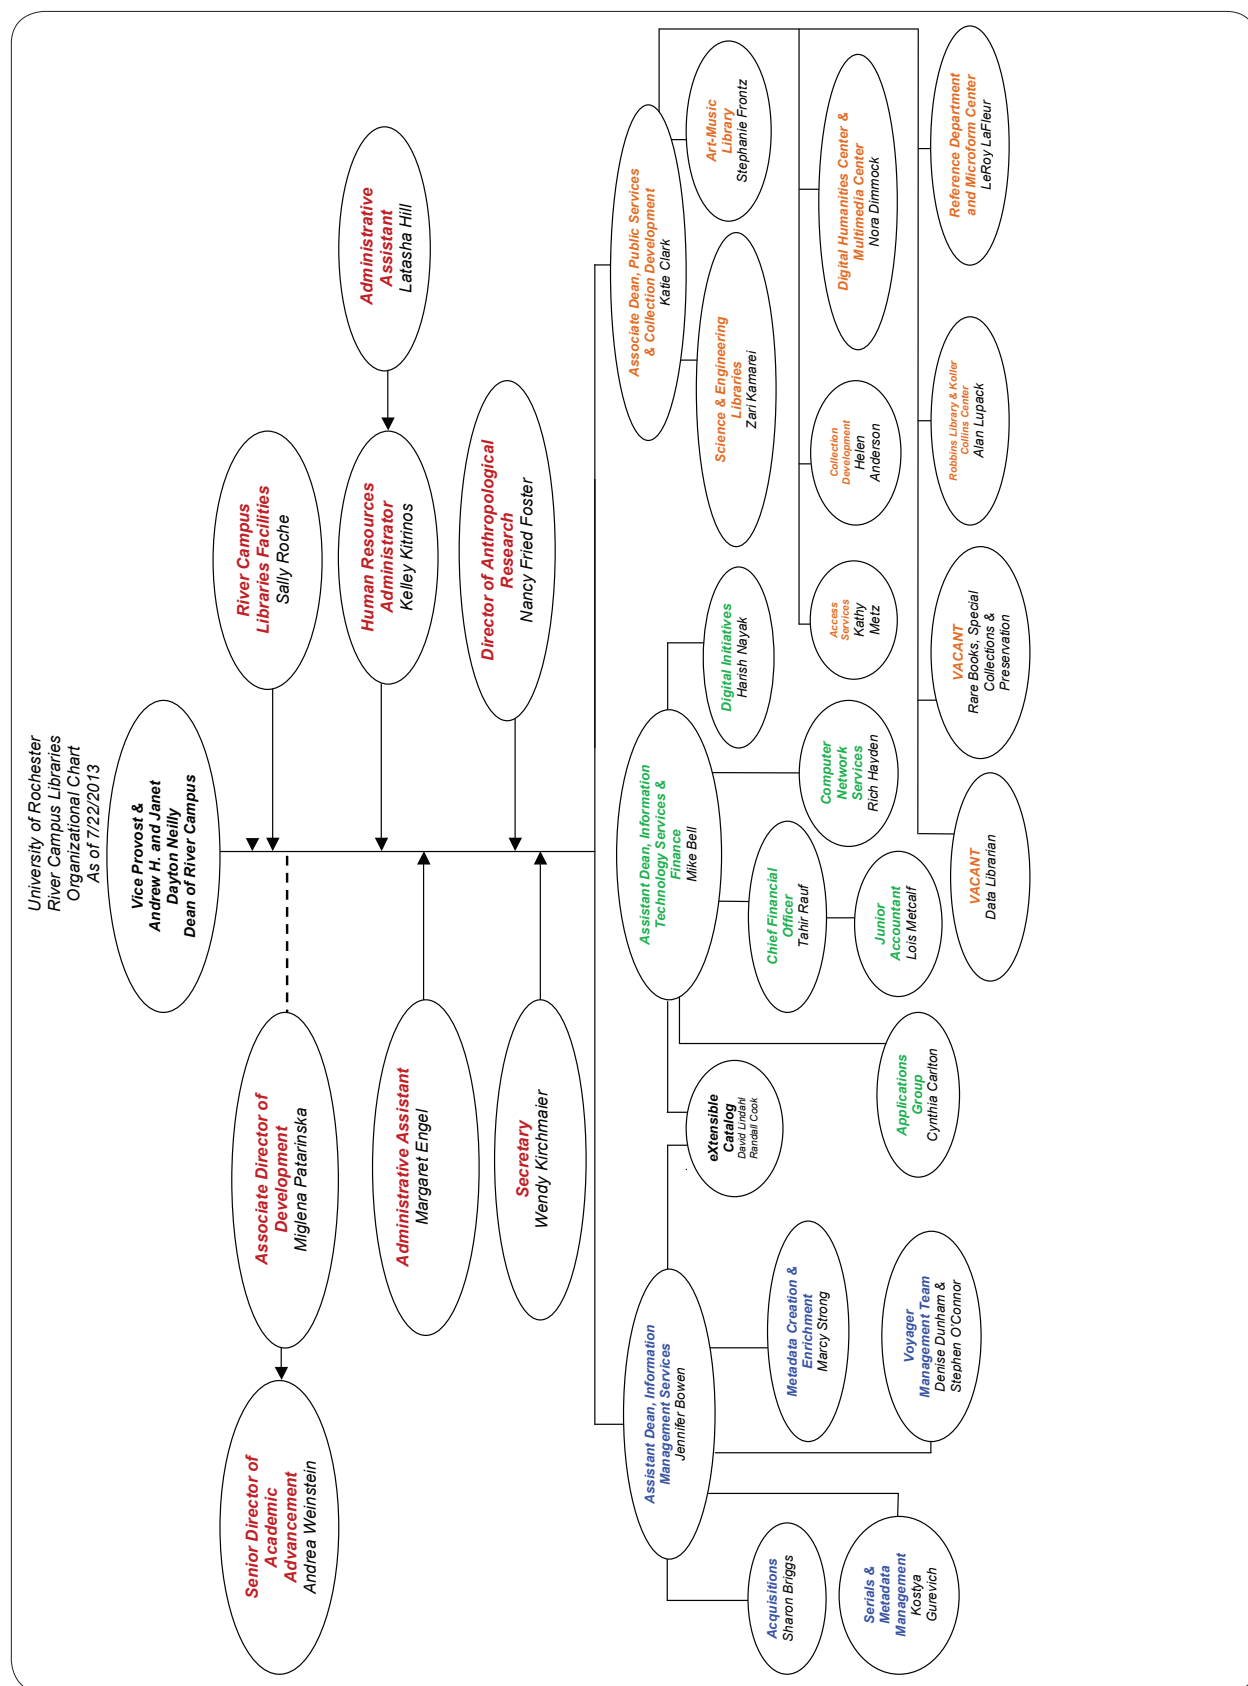 University of Rochester
River Campus Libraries
Organizational Chart
As of 7/22/2013
Vice Provost &
Andrew H. and Janet
Dayton Neilly
Dean of River Campus
Senior Director of
Academic
Advancement
Andrea Weinstein
Associate Director of
Development
Miglena Patarinska
River Campus
Libraries Facilities
Sally Roche
Administrative Assistant
Margaret Engel
Human Resources
Administrator
Kelley Kitrinos
Administrative
Assistant
Latasha Hill
Secretary
Wendy Kirchmaier
Director of Anthropological
Research
Nancy Fried Foster
Assistant Dean, Information
Management Services
Jennifer Bowen
Acquisitions
Sharon Briggs
Serials &
Metadata
Management
Kostya
Gurevich
Metadata Creation &
Enrichment
Marcy Strong
Voyager
Management Team
Denise Dunham &
Stephen O'Connor
eXtensible
Catalog
David Lindahl
Randall Cook
Assistant Dean, Information
Technology Services &
Finance
Mike Bell
Applications
Group
Cynthia Carlton
Chief Financial
Officer
Tahir Rauf
Junior
Accountant
Lois Metcalf
Computer
Network
Services
Rich Hayden
Digital Initiatives
Harish Nayak
Associate Dean, Public Services
& Collection Development
Katie Clark
Science & Engineering
Libraries
Zari Kamarei
Art-Music
Library
Stephanie Frontz
Access
Services
Kathy
Metz
Collection
Development
Helen
Anderson
Digital Humanities Center &
Multimedia Center
Nora Dimmock
VACANT
Data Librarian
VACANT
Rare Books, Special
Collections &
Preservation
Robbins Library & Koller
Collins Center
Alan Lupack
Reference Department
and Microform Center
LeRoy LaFleur